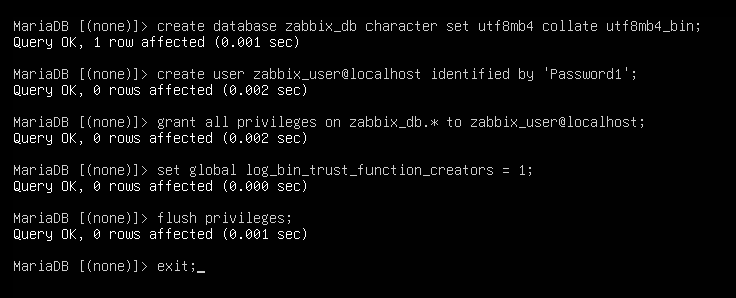 MariaDB [(none)]> create database zabbix_db character set utf8mb4 collate utf8mb4_bin;
Query OK, 1 row affected (0.001 sec)
MariaDB [(none)]> create user zabbix_user@localhost identified by 'Password1';
Query OK, 0 rows affected (0.002 sec)
MariaDB [(none)]> grant all privileges on zabbix_db.* to zabbix_user@localhost;
Query OK, 0 rows affected (0.002 sec)
MariaDB [(none)]> set global log_bin_trust_function_creators = 1;
Query OK, 0 rows affected (0.000 sec)
MariaDB [(none)]> flush privileges;
Query OK, 0 rows affected (0.001 sec)
MariaDB [(none)]> exit;_